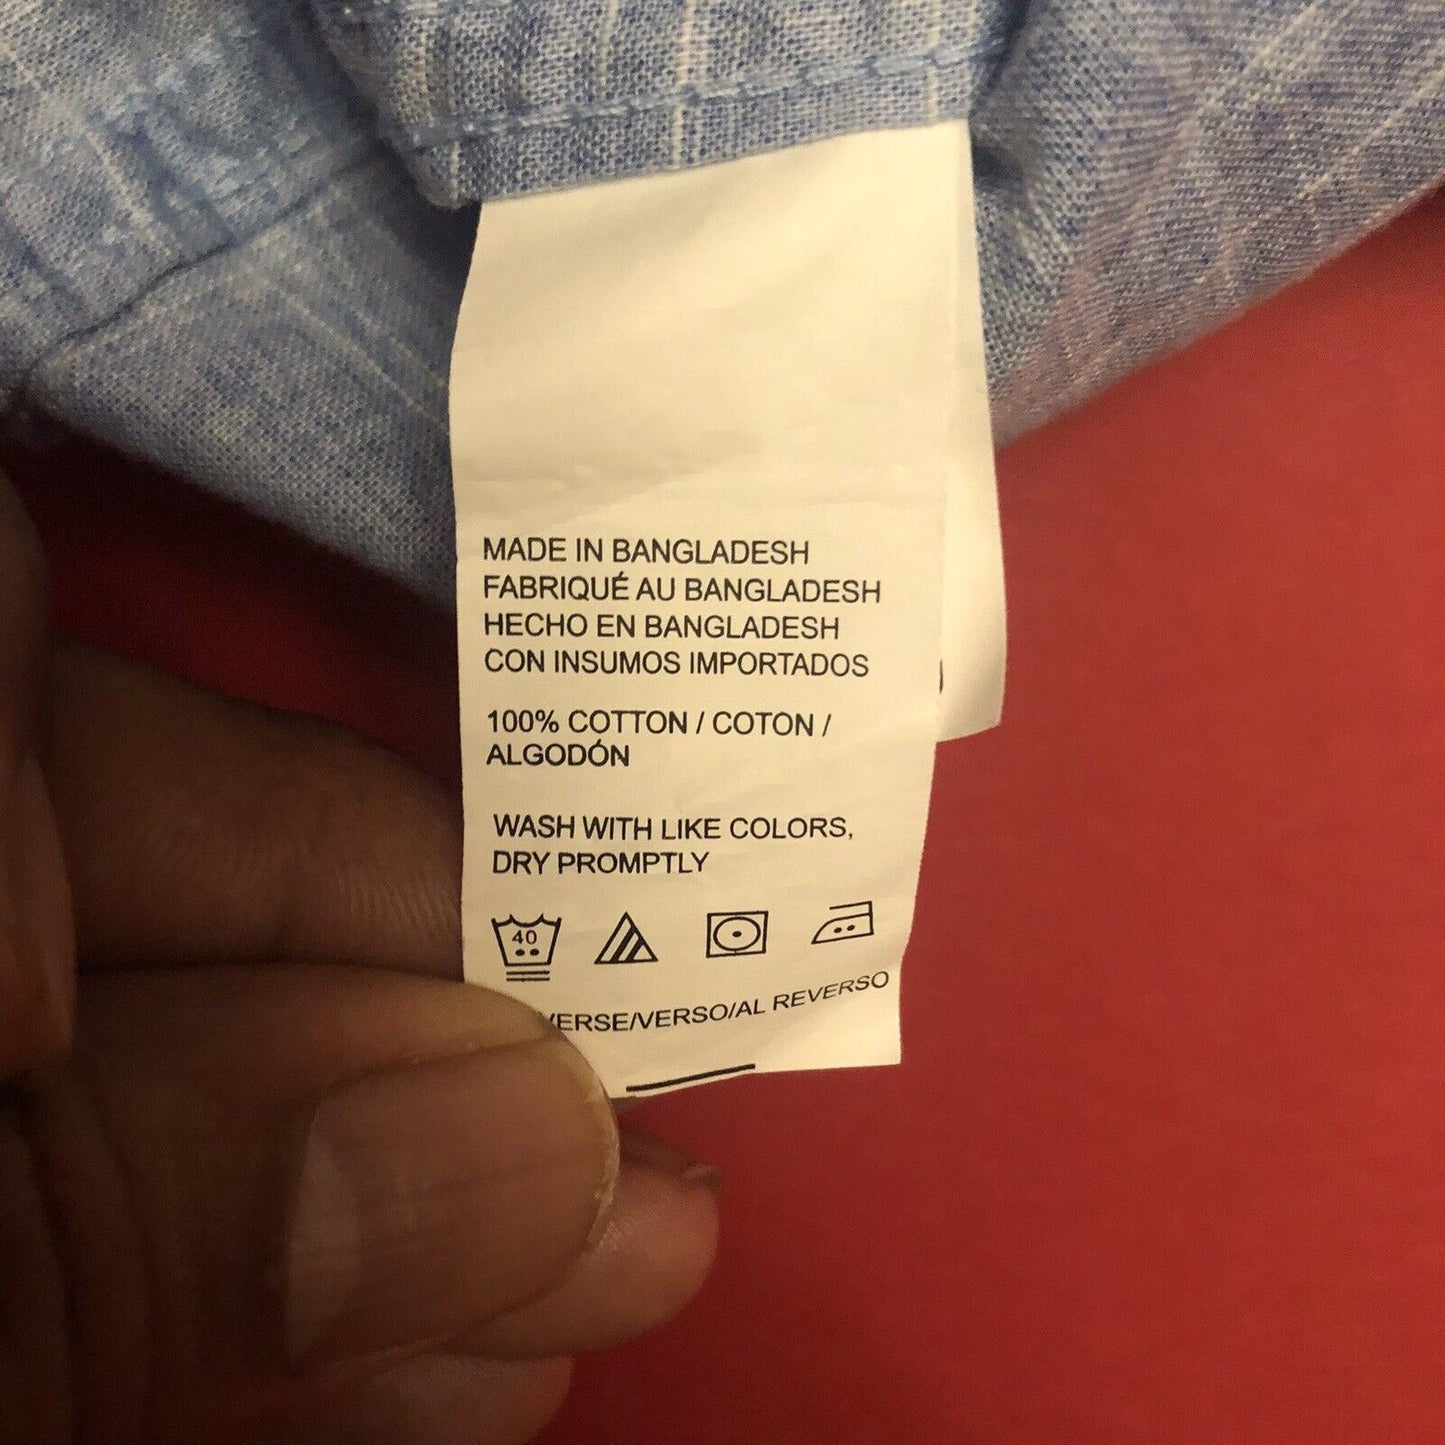 MADE IN BANGLADESH
FABRIQUÉ AU BANGLADESH
HECHO EN BANGLADESH
CON INSUMOS IMPORTADOS
100% COTTON / COTON /
ALGODÓN
WASH WITH LIKE COLORS,
DRY PROMPTLY
40
VERSE/VERSO/AL REVERSO